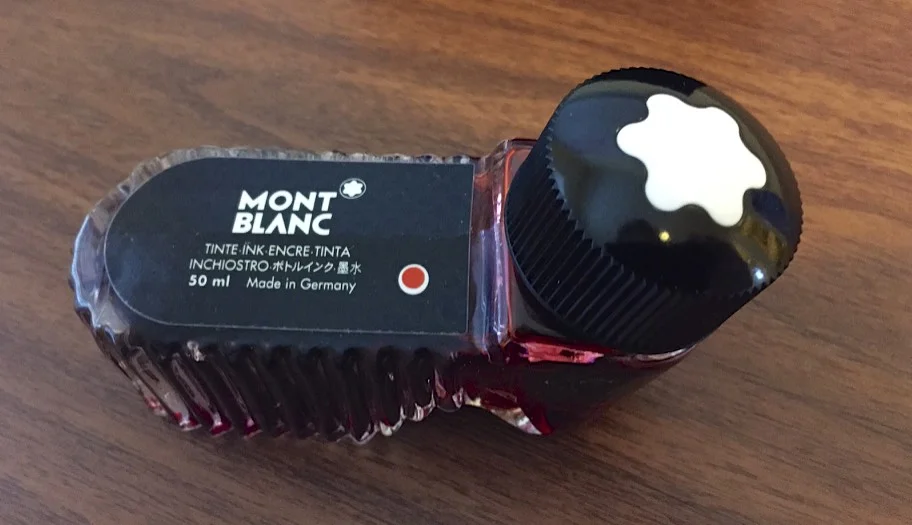 MONT
BLANC
TINTE·INK·ENCRE·TINTA
INCHIOSTRO·ボトルインク·墨水
50 ml Made in Germany